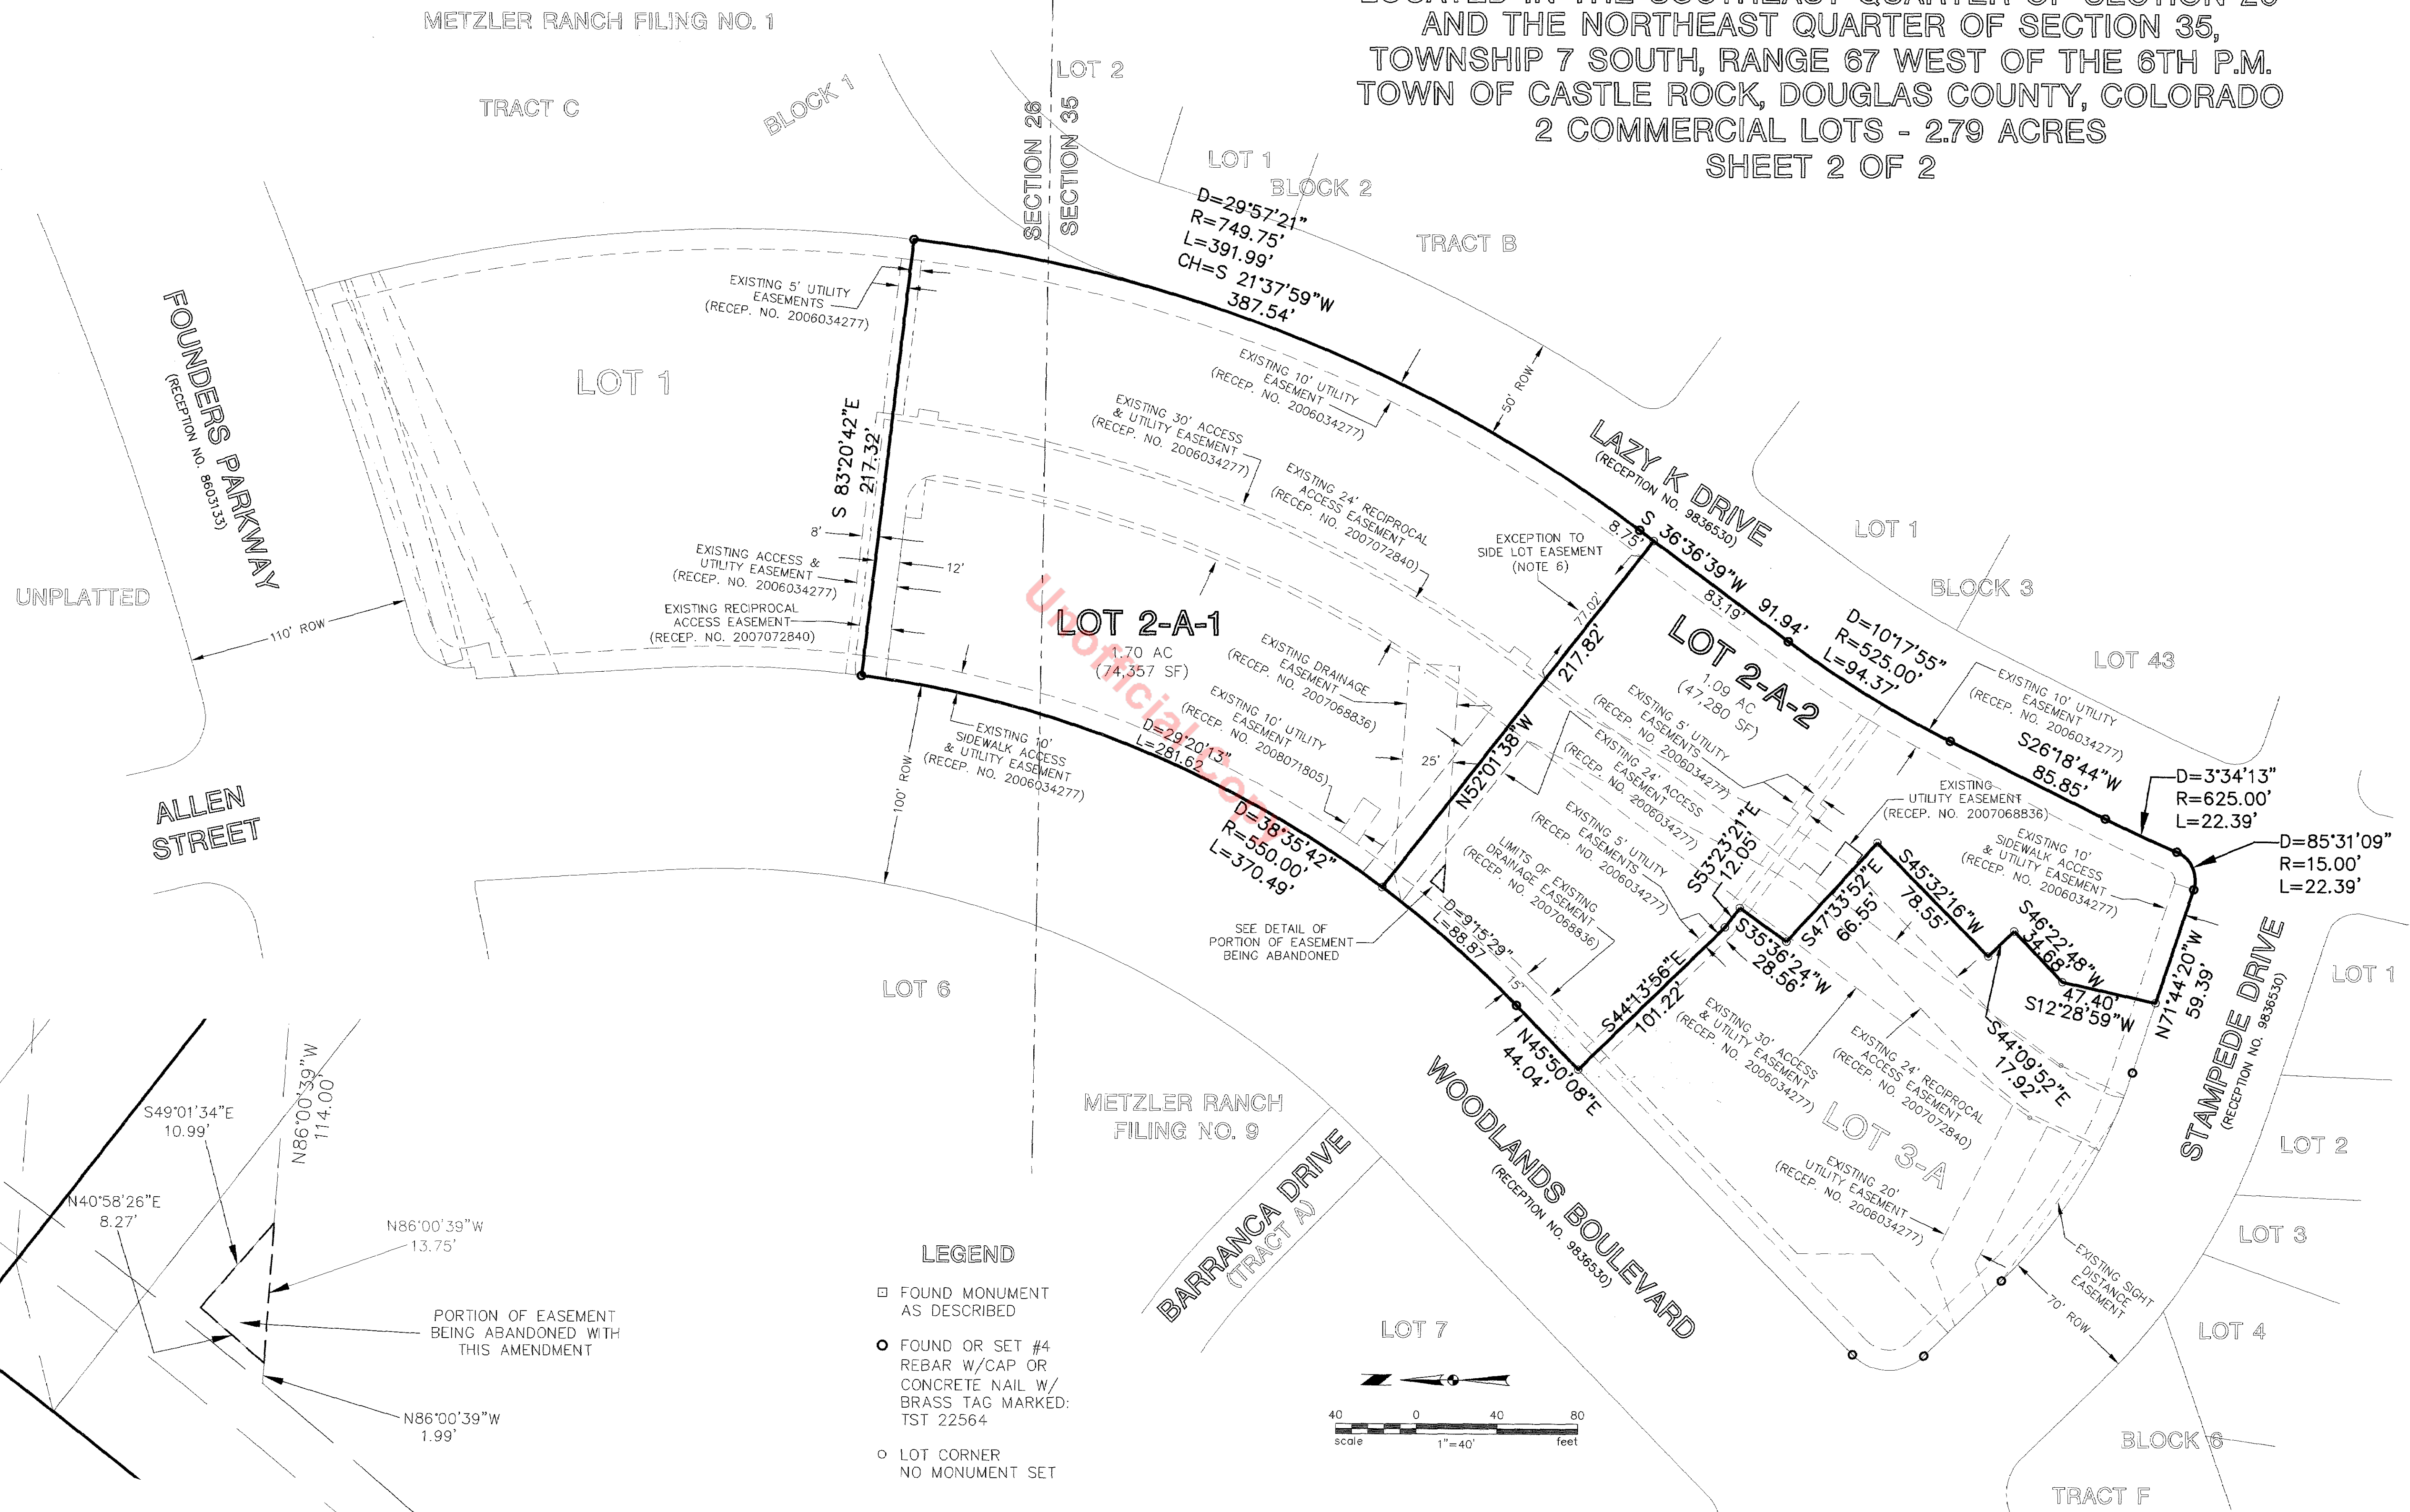 METZLER RANCH FILING NO. 1
AND THE NORTHEAST QUARTER OF SECTION 35,
TOWNSHIP 7 SOUTH, RANGE 67 WEST OF THE 6TH P.M.
TOWN OF CASTLE ROCK, DOUGLAS COUNTY, COLORADO
2 COMMERCIAL LOTS - 2.79 ACRES
SHEET 2 OF 2
TRACT C
BLOCK 1
SECTION 26
SECTION 35
LOT 2
LOT 1
BLOCK 2
TRACT B
D=29°57'21"
R=749.75'
L=391.99'
CH=S 21°37'59"W
387.54'
EXISTING 5' UTILITY
EASEMENTS
(RECEP. NO. 2006034277)
FOUNDERS PARKWAY
(RECEPTION NO. 8603133)
LOT 1
S 83°20'42"E
217.32'
EXISTING 10' UTILITY
EASEMENT
(RECEP. NO. 2006034277)
50' ROW
EXISTING 30' ACCESS
& UTILITY EASEMENT
(RECEP. NO. 2006034277)
EXISTING 24' RECIPROCAL
ACCESS EASEMENT
(RECEP. NO. 2007072840)
LAZY K DRIVE
(RECEPTION NO. 9836530)
8.75'
S 36°36'39"W
91.94'
83.19'
EXCEPTION TO
SIDE LOT EASEMENT
(NOTE 6)
LOT 1
BLOCK 3
LOT 43
8'
12'
EXISTING ACCESS &
UTILITY EASEMENT
(RECEP. NO. 2006034277)
EXISTING RECIPROCAL
ACCESS EASEMENT
(RECEP. NO. 2007072840)
UNPLATTED
110' ROW
LOT 2-A-1
1.70 AC
(74,357 SF)
Unofficial Copy
EXISTING DRAINAGE
EASEMENT
(RECEP. NO. 2007068836)
EXISTING 10' UTILITY
EASEMENT
(RECEP. NO. 2008071805)
77.02'
217.82'
N52°01'38"W
25'
LOT 2-A-2
1.09 AC
(47,280 SF)
D=10°17'55"
R=525.00'
L=94.37'
EXISTING 10' UTILITY
EASEMENT
(RECEP. NO. 2006034277)
S26°18'44"W
85.85'
D=3°34'13"
R=625.00'
L=22.39'
D=85°31'09"
R=15.00'
L=22.39'
EXISTING 5' UTILITY
EASEMENTS
(RECEP. NO. 2006034277)
EXISTING 24' ACCESS
EASEMENT
(RECEP. NO. 2006034277)
EXISTING 5' UTILITY
EASEMENTS
(RECEP. NO. 2006034277)
LIMITS OF EXISTING
DRAINAGE EASEMENT
(RECEP. NO. 2007068836)
EXISTING
UTILITY EASEMENT
(RECEP. NO. 2007068836)
EXISTING 10'
SIDEWALK ACCESS
& UTILITY EASEMENT
(RECEP. NO. 2006034277)
ALLEN
STREET
100' ROW
EXISTING 10'
SIDEWALK ACCESS
& UTILITY EASEMENT
(RECEP. NO. 2006034277)
D=29°20'13"
L=281.62
D=38°35'42"
R=550.00'
L=370.49'
SEE DETAIL OF
PORTION OF EASEMENT
BEING ABANDONED
D=9°15'29"
L=88.87
15'
S53°23'21"E
12.05'
S35°36'24"W
28.56'
S47°33'52"E
66.55'
S45°32'16"W
78.55'
S46°22'48"W
34.68'
47.40'
S12°28'59"W
S44°09'52"E
17.92'
N71°44'20"W
59.39'
S44°13'56"E
101.22'
N45°50'08"E
44.04'
STAMPEDE DRIVE
(RECEPTION NO. 9836530)
LOT 1
LOT 2
LOT 3
LOT 4
BLOCK 6
TRACT F
EXISTING 30' ACCESS
& UTILITY EASEMENT
(RECEP. NO. 2006034277)
EXISTING 24' RECIPROCAL
ACCESS EASEMENT
(RECEP. NO. 2007072840)
LOT 3-A
EXISTING 20'
UTILITY EASEMENT
(RECEP. NO. 2006034277)
EXISTING SIGHT
DISTANCE
EASEMENT
70' ROW
LOT 6
METZLER RANCH
FILING NO. 9
BARRANCA DRIVE
(TRACT A)
WOODLANDS BOULEVARD
(RECEPTION NO. 9836530)
LOT 7
S49°01'34"E
10.99'
N86°00'39"W
114.00'
N40°58'26"E
8.27'
N86°00'39"W
13.75'
PORTION OF EASEMENT
BEING ABANDONED WITH
THIS AMENDMENT
N86°00'39"W
1.99'
LEGEND
FOUND MONUMENT
AS DESCRIBED
FOUND OR SET #4
REBAR W/CAP OR
CONCRETE NAIL W/
BRASS TAG MARKED:
TST 22564
LOT CORNER
NO MONUMENT SET
40 0 40 80
scale 1"=40' feet